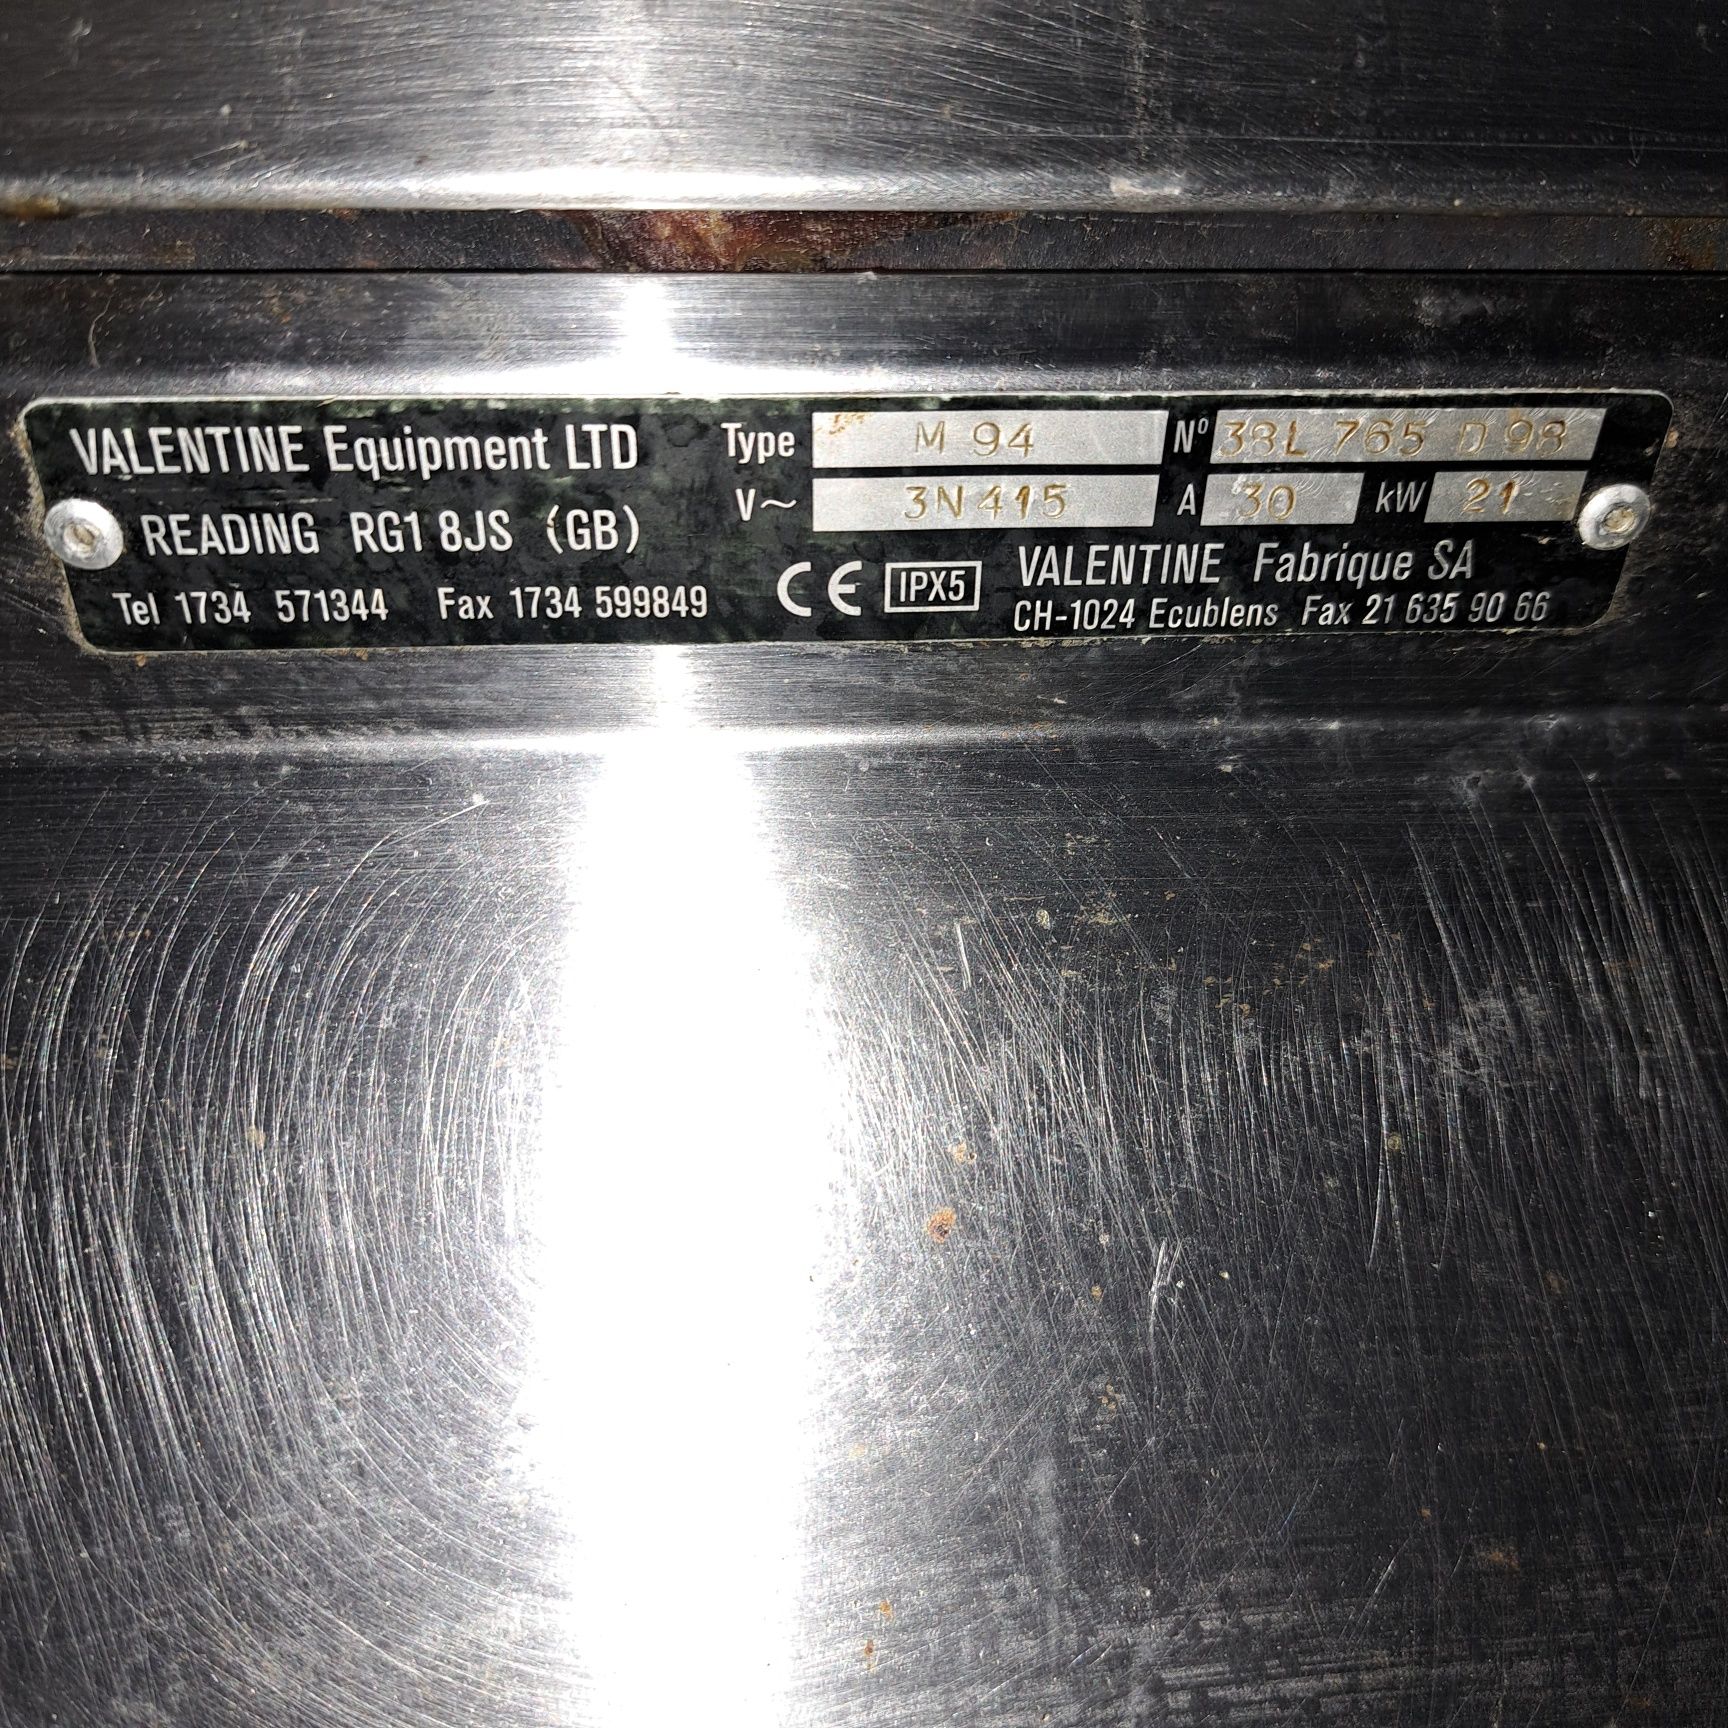 VALENTINE Equipment LTD
READING RG1 8JS (GB)
Tel 1734 571344 Fax 1734 599849
Type M 94 Nº 38L 765 D 98
V~ 3N 415 A 30 kW 21
CE IPX5
VALENTINE Fabrique SA
CH-1024 Ecublens Fax 21 635 90 66